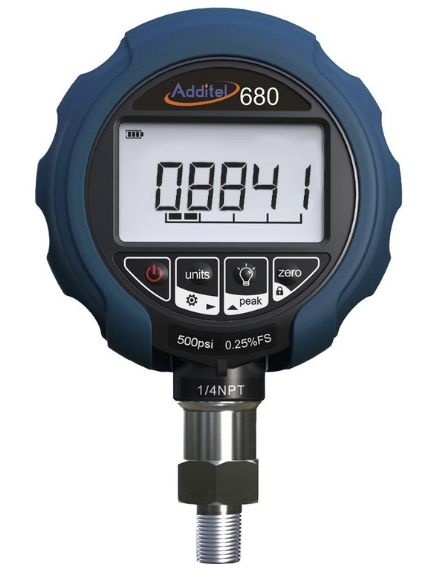 Additel 680
08841
units
zero
peak
500psi 0.25%FS
1/4NPT